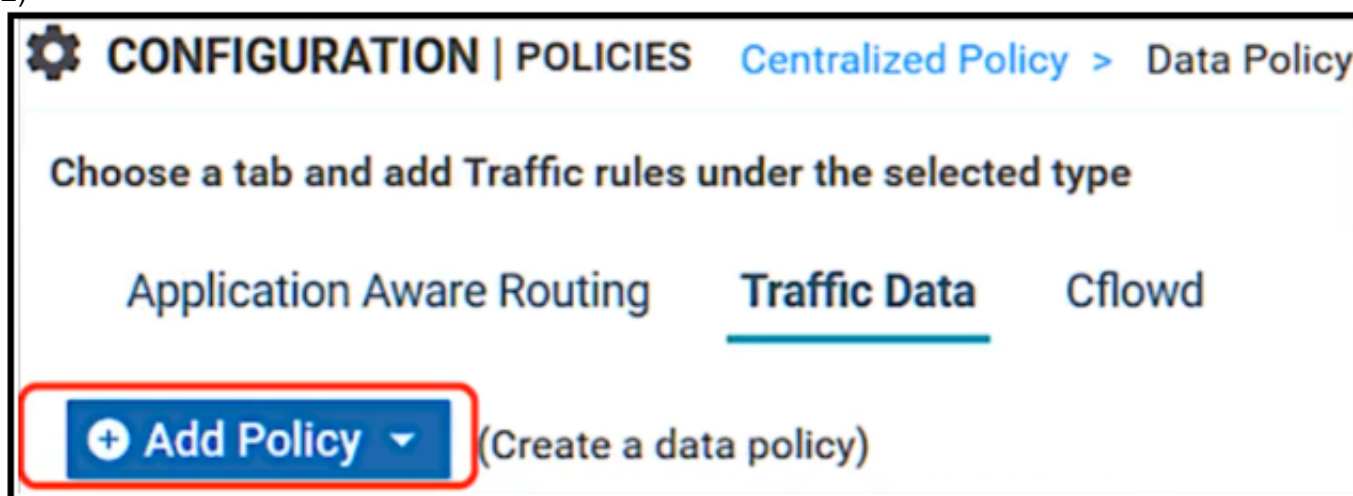 CONFIGURATION | POLICIES Centralized Policy > Data Policy
Choose a tab and add Traffic rules under the selected type
Application Aware Routing Traffic Data Cflowd
Add Policy (Create a data policy)